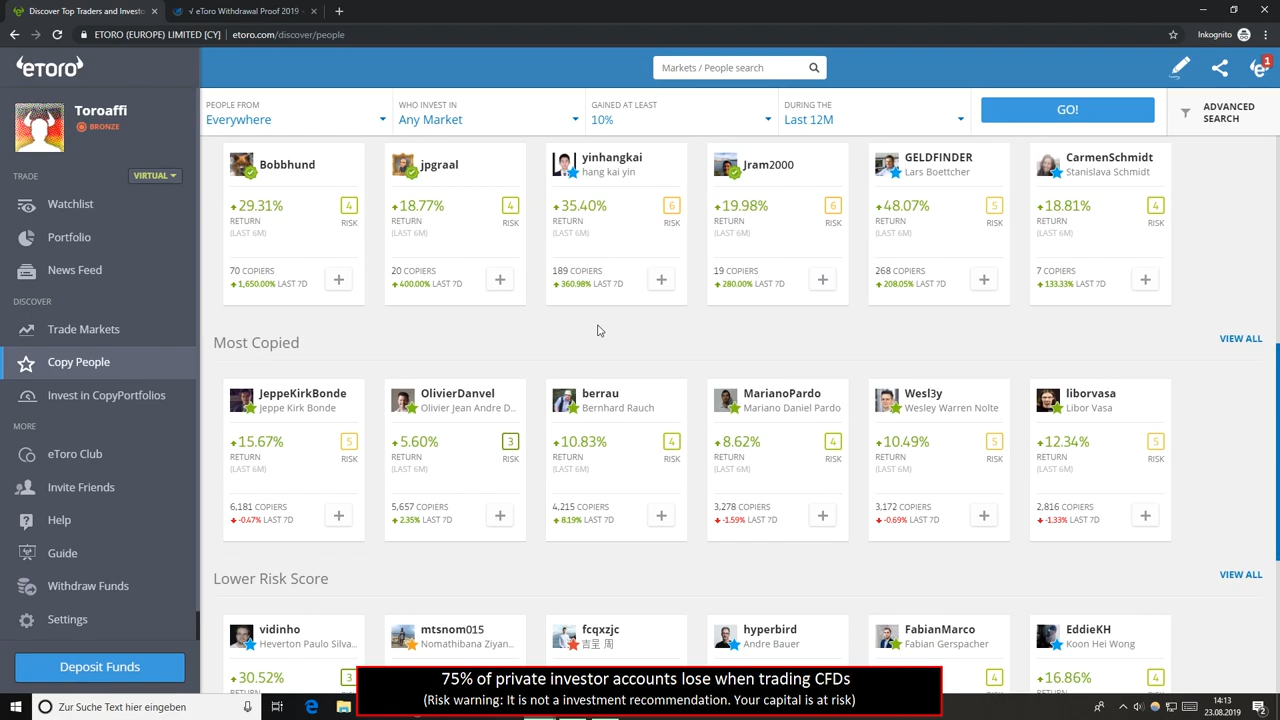 Discover the Top Traders and Investo
√ eToro Withdrawal Proof 2019 -
ETORO (EUROPE) LIMITED [CY]
etoro.com/discover/people
Inkognito
eTORO
Markets / People search
1
Toroaffi
BRONZE
TRADE
VIRTUAL
Watchlist
Portfolio
News Feed
DISCOVER
Trade Markets
Copy People
Invest in CopyPortfolios
MORE
eToro Club
Invite Friends
Help
Guide
Withdraw Funds
Settings
Deposit Funds
PEOPLE FROM
Everywhere
WHO INVEST IN
Any Market
GAINED AT LEAST
10%
DURING THE
Last 12M
GO!
ADVANCED
SEARCH
Bobbhund
29.31%
4
RETURN
RISK
(LAST 6M)
70 COPIERS
1,650.00% LAST 7D
jpgraal
18.77%
4
RETURN
RISK
(LAST 6M)
20 COPIERS
400.00% LAST 7D
yinhangkai
hang kai yin
35.40%
6
RETURN
RISK
(LAST 6M)
189 COPIERS
360.98% LAST 7D
Jram2000
19.98%
6
RETURN
RISK
(LAST 6M)
19 COPIERS
280.00% LAST 7D
GELDFINDER
Lars Boettcher
48.07%
5
RETURN
RISK
(LAST 6M)
268 COPIERS
208.05% LAST 7D
CarmenSchmidt
Stanislava Schmidt
18.81%
4
RETURN
RISK
(LAST 6M)
7 COPIERS
133.33% LAST 7D
Most Copied
VIEW ALL
JeppeKirkBonde
Jeppe Kirk Bonde
15.67%
5
RETURN
RISK
(LAST 6M)
6,181 COPIERS
-0.47% LAST 7D
OlivierDanvel
Olivier Jean Andre D..
5.60%
3
RETURN
RISK
(LAST 6M)
5,657 COPIERS
2.35% LAST 7D
berrau
Bernhard Rauch
10.83%
4
RETURN
RISK
(LAST 6M)
4,215 COPIERS
8.19% LAST 7D
MarianoPardo
Mariano Daniel Pardo
8.62%
4
RETURN
RISK
(LAST 6M)
3,278 COPIERS
-1.59% LAST 7D
Wesl3y
Wesley Warren Nolte
10.49%
5
RETURN
RISK
(LAST 6M)
3,172 COPIERS
-0.69% LAST 7D
liborvasa
Libor Vasa
12.34%
5
RETURN
RISK
(LAST 6M)
2,816 COPIERS
-1.33% LAST 7D
Lower Risk Score
VIEW ALL
vidinho
Heverton Paulo Silva...
30.52%
3
mtsnom015
Nomathibana Ziyan..
fcqxzjc
吉呈 周
hyperbird
Andre Bauer
FabianMarco
Fabian Gerspacher
4
EddieKH
Koon Hei Wong
16.86%
4
75% of private investor accounts lose when trading CFDs
(Risk warning: It is not a investment recommendation. Your capital is at risk)
Zur Suche Text hier eingeben
14:13
23.08.2019